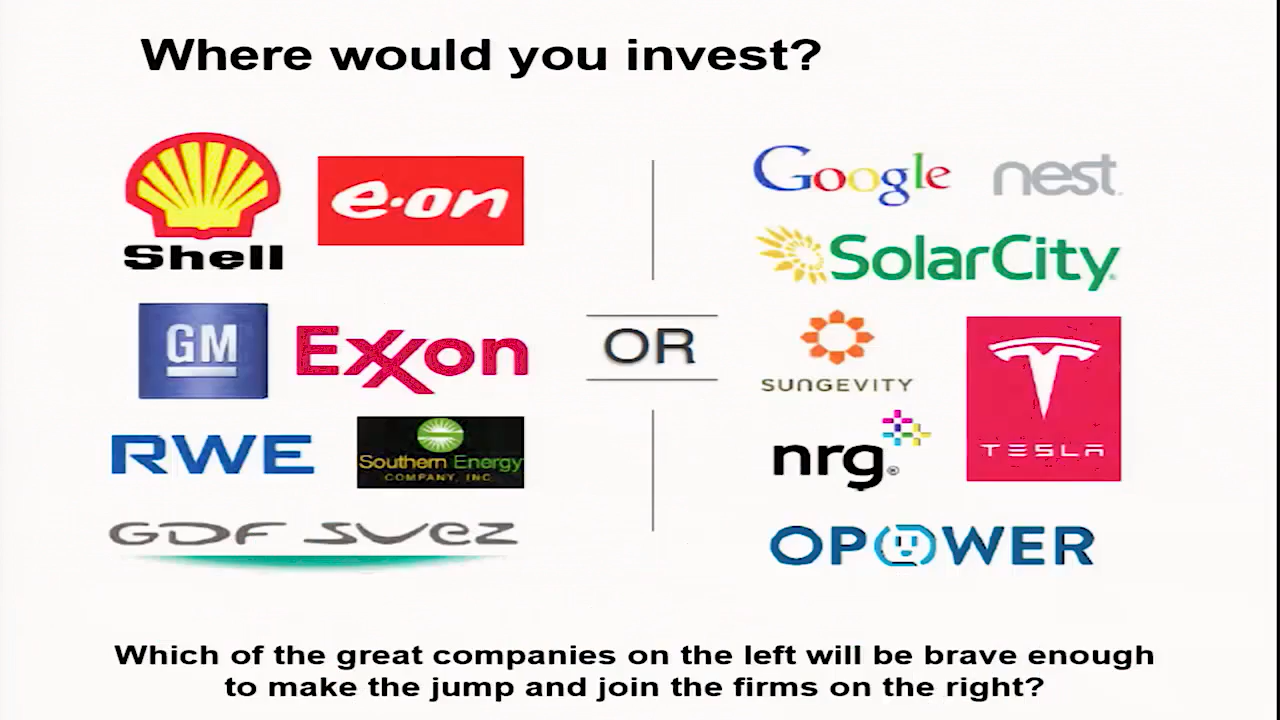 Where would you invest?
Shell
e·on
GM
Exxon
RWE
Southern Energy
COMPANY, INC
GDF SUEZ
OR
Google
nest
SolarCity
SUNGEVITY
TESLA
nrg
OPOWER
Which of the great companies on the left will be brave enough
to make the jump and join the firms on the right?